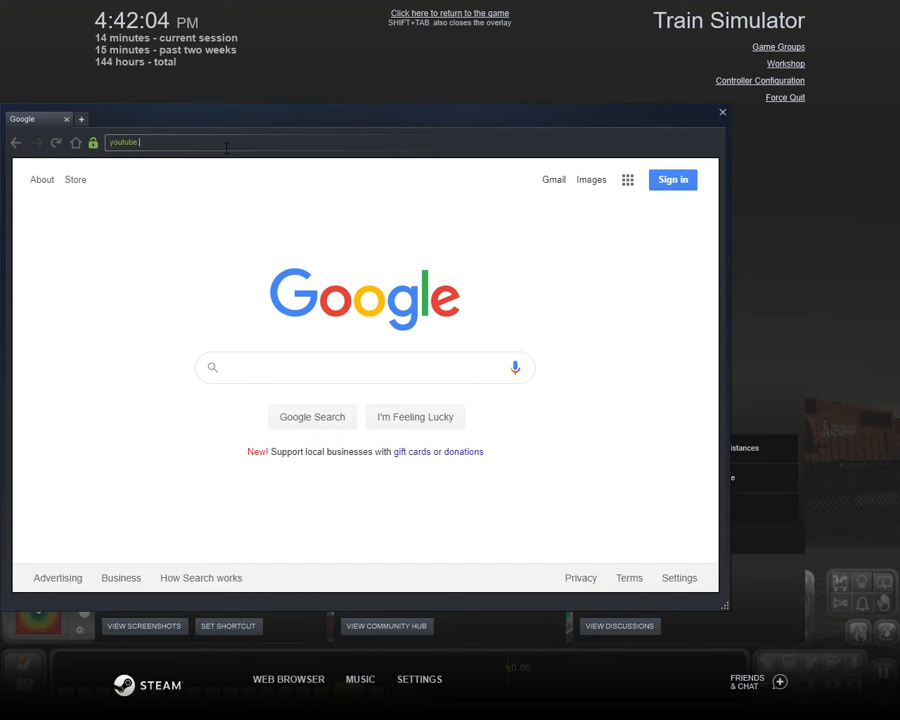 4:42:04 PM
14 minutes - current session
15 minutes - past two weeks
144 hours - total
Click here to return to the game
SHIFT+TAB also closes the overlay
Train Simulator
Game Groups
Workshop
Controller Configuration
Force Quit
Google
youtube.
About Store
Gmail Images Sign in
Google
Google Search I'm Feeling Lucky
New! Support local businesses with gift cards or donations
Advertising Business How Search works
Privacy Terms Settings
VIEW SCREENSHOTS SET SHORTCUT VIEW COMMUNITY HUB VIEW DISCUSSIONS
0.06
STEAM
WEB BROWSER MUSIC SETTINGS
FRIENDS
& CHAT